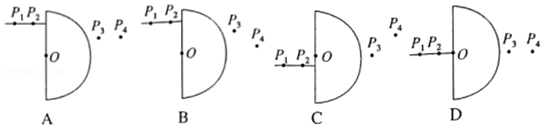 P₁ P₂ P₃ P₄ O
P₁ P₂ P₃ P₄ O
P₁ P₂ P₃ P₄ O
P₁ P₂ O P₃ P₄
A B C D